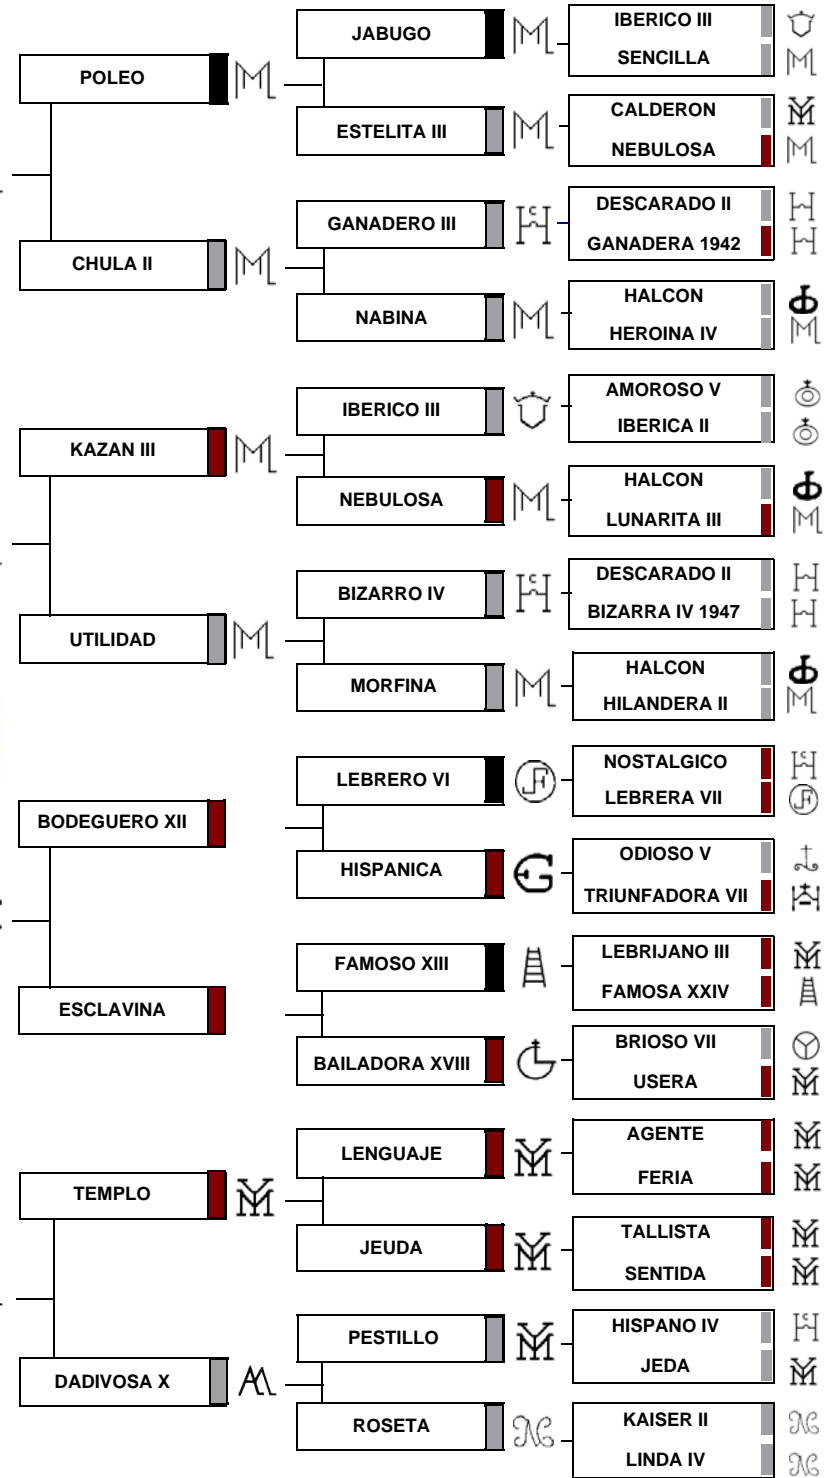 POLEO
CHULA II
KAZAN III
UTILIDAD
BODEGUERO XII
ESCLAVINA
TEMPLO
DADIVOSA X
JABUGO
ESTELITA III
GANADERO III
NABINA
IBERICO III
NEBULOSA
BIZARRO IV
MORFINA
LEBRERO VI
HISPANICA
FAMOSO XIII
BAILADORA XVIII
LENGUAJE
JEUDA
PESTILLO
ROSETA
IBERICO III
SENCILLA
CALDERON
NEBULOSA
DESCARADO II
GANADERA 1942
HALCON
HEROINA IV
AMOROSO V
IBERICA II
HALCON
LUNARITA III
DESCARADO II
BIZARRA IV 1947
HALCON
HILANDERA II
NOSTALGICO
LEBRERA VII
ODIOSO V
TRIUNFADORA VII
LEBRIJANO III
FAMOSA XXIV
BRIOSO VII
USERA
AGENTE
FERIA
TALLISTA
SENTIDA
HISPANO IV
JEDA
KAISER II
LINDA IV